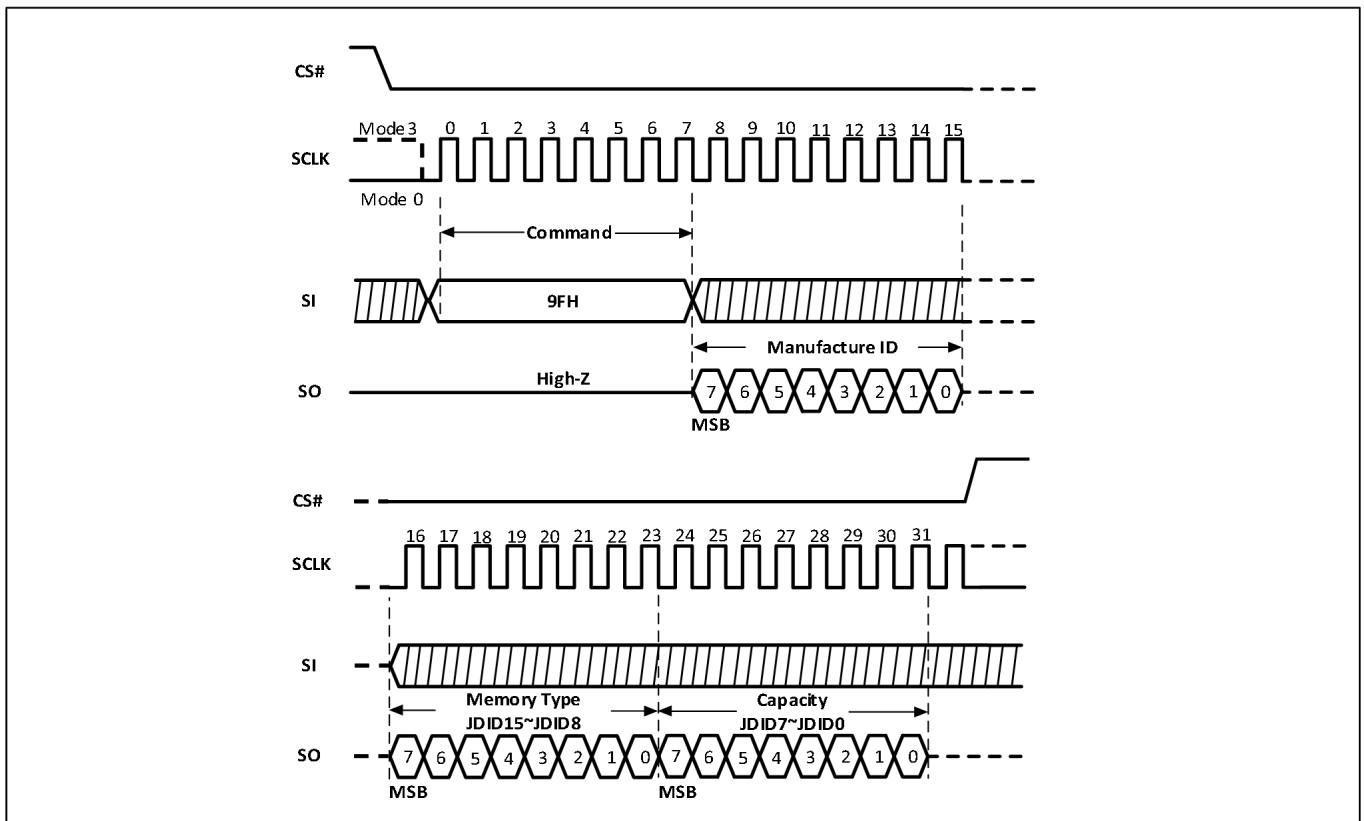 CS#
Mode 3 0 1 2 3 4 5 6 7 8 9 10 11 12 13 14 15
SCLK
Mode 0
Command
SI 9FH
Manufacture ID
High-Z
SO 7 6 5 4 3 2 1 0
MSB
CS#
16 17 18 19 20 21 22 23 24 25 26 27 28 29 30 31
SCLK
SI
Memory Type Capacity
JDID15~JDID8 JDID7~JDID0
SO 7 6 5 4 3 2 1 0 7 6 5 4 3 2 1 0
MSB MSB